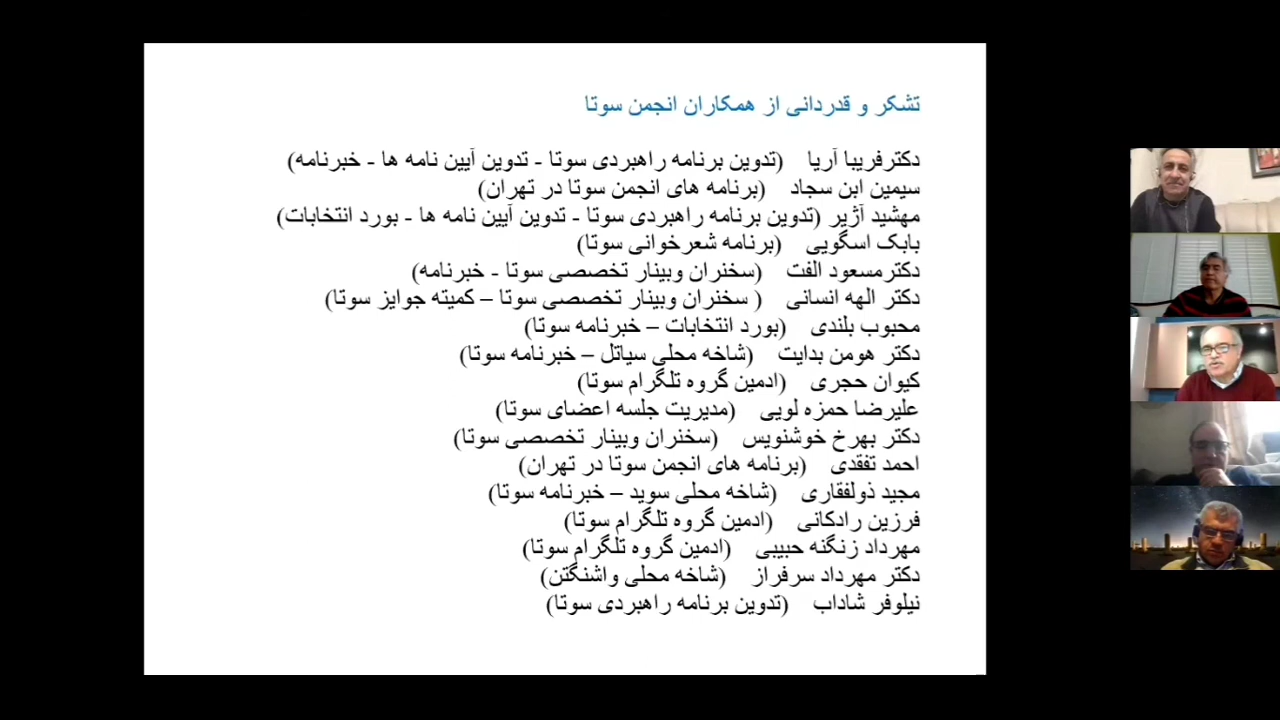 تشکر و قدردانی از همکاران انجمن سوتا
دکترفریبا آریا (تدوین برنامه راهبردی سوتا - تدوین آیین نامه ها - خبرنامه)
سیمین ابن سجاد (برنامه های انجمن سوتا در تهران)
مهشید آژیر (تدوین برنامه راهبردی سوتا - تدوین آیین نامه ها - بورد انتخابات)
بابک اسگویی (برنامه شعرخوانی سوتا)
دکترمسعود الفت (سخنران وبینار تخصصی سوتا - خبرنامه)
دکتر الهه انسانی ( سخنران وبینار تخصصی سوتا – کمیته جوایز سوتا)
محبوب بلندی (بورد انتخابات – خبرنامه سوتا)
دکتر هومن بدایت (شاخه محلی سیاتل – خبرنامه سوتا)
کیوان حجری (ادمین گروه تلگرام سوتا)
علیرضا حمزه لویی (مدیریت جلسه اعضای سوتا)
دکتر بهرخ خوشنویس (سخنران وبینار تخصصی سوتا)
احمد تفقدی (برنامه های انجمن سوتا در تهران)
مجید ذولفقاری (شاخه محلی سوید – خبرنامه سوتا)
فرزین رادکانی (ادمین گروه تلگرام سوتا)
مهرداد زنگنه حبیبی (ادمین گروه تلگرام سوتا)
دکتر مهرداد سرفراز (شاخه محلی واشنگتن)
نیلوفر شاداب (تدوین برنامه راهبردی سوتا)